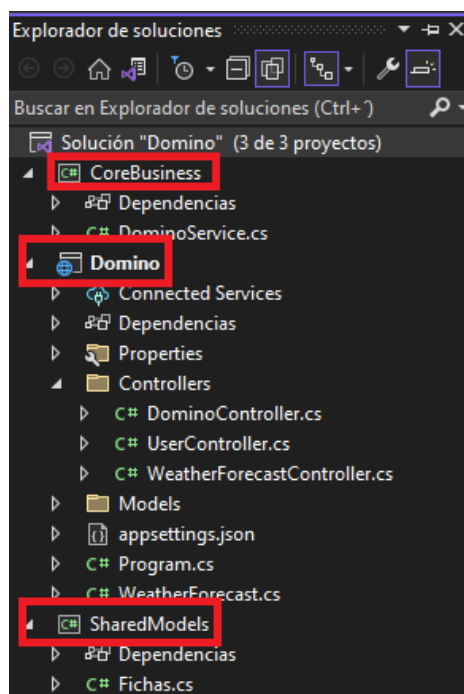 Explorador de soluciones
Buscar en Explorador de soluciones (Ctrl+´)
Solución "Domino" (3 de 3 proyectos)
C# CoreBusiness
Dependencias
C# DominoService.cs
Domino
Connected Services
Dependencias
Properties
Controllers
C# DominoController.cs
C# UserController.cs
C# WeatherForecastController.cs
Models
appsettings.json
C# Program.cs
C# WeatherForecast.cs
C# SharedModels
Dependencias
C# Fichas.cs